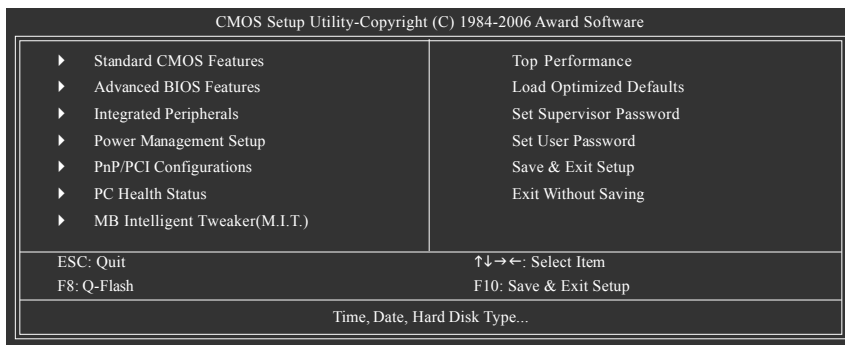 CMOS Setup Utility-Copyright (C) 1984-2006 Award Software
Standard CMOS Features
Advanced BIOS Features
Integrated Peripherals
Power Management Setup
PnP/PCI Configurations
PC Health Status
MB Intelligent Tweaker(M.I.T.)
Top Performance
Load Optimized Defaults
Set Supervisor Password
Set User Password
Save & Exit Setup
Exit Without Saving
ESC: Quit
↑↓→←: Select Item
F8: Q-Flash
F10: Save & Exit Setup
Time, Date, Hard Disk Type...